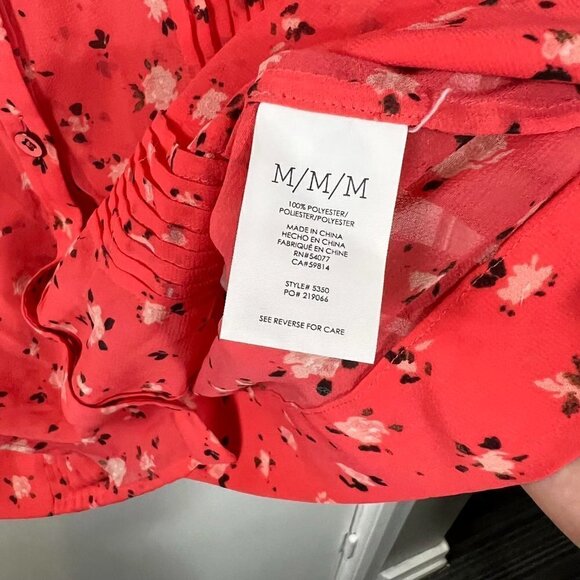 M/M/M
100% POLYESTER/
POLIESTER/POLYESTER
MADE IN CHINA
HECHO EN CHINA
FABRIQUÉ EN CHINE
RN#54077
CA#59814
STYLE# 5350
PO# 219066
SEE REVERSE FOR CARE